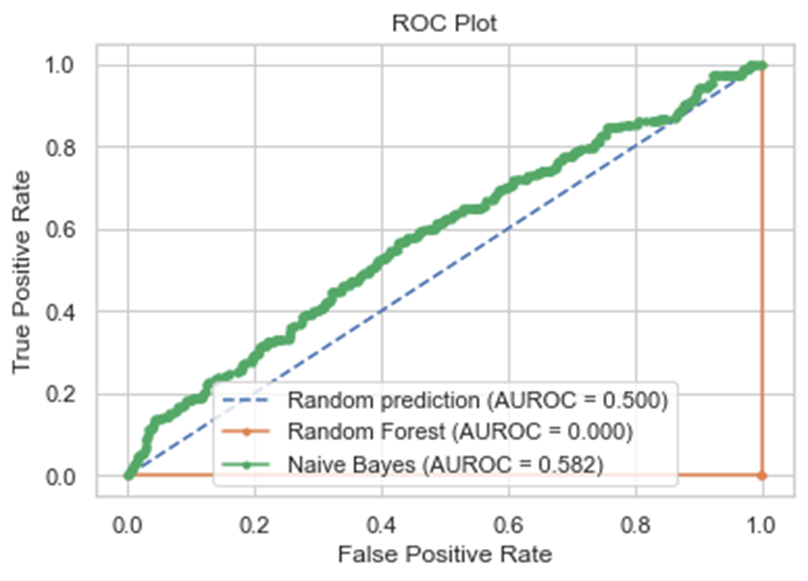 ROC Plot
1.0
0.8
0.6
0.4
0.2
0.0
True Positive Rate
Random prediction (AUROC = 0.500)
Random Forest (AUROC = 0.000)
Naive Bayes (AUROC = 0.582)
0.0 0.2 0.4 0.6 0.8 1.0
False Positive Rate